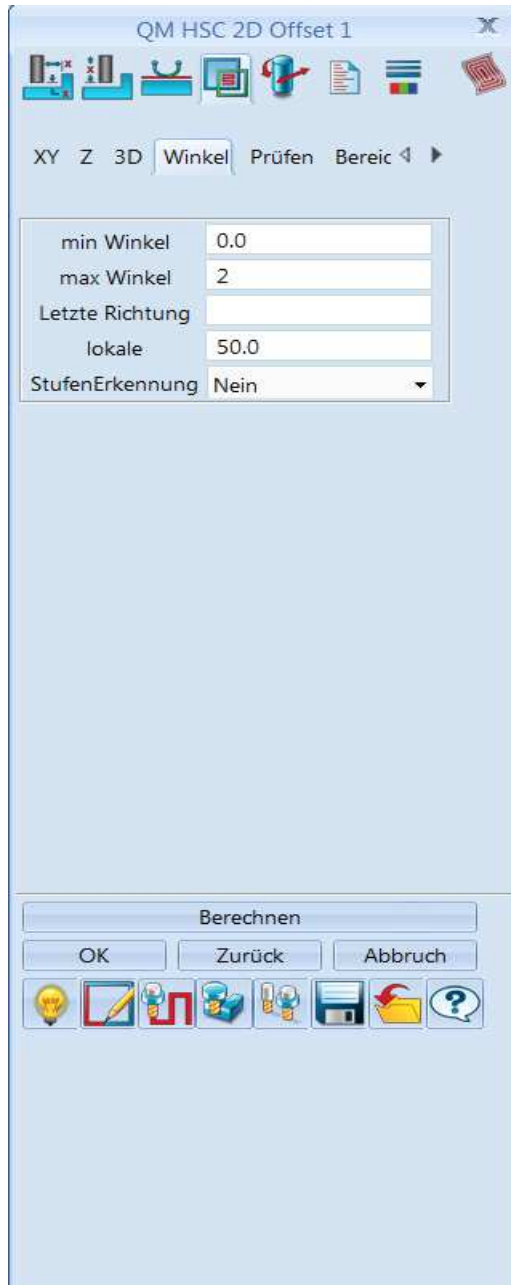 QM HSC 2D Offset 1
XY Z 3D Winkel Prüfen Bereic
min Winkel 0.0
max Winkel 2
Letzte Richtung
lokale 50.0
StufenErkennung Nein
Berechnen
OK Zurück Abbruch